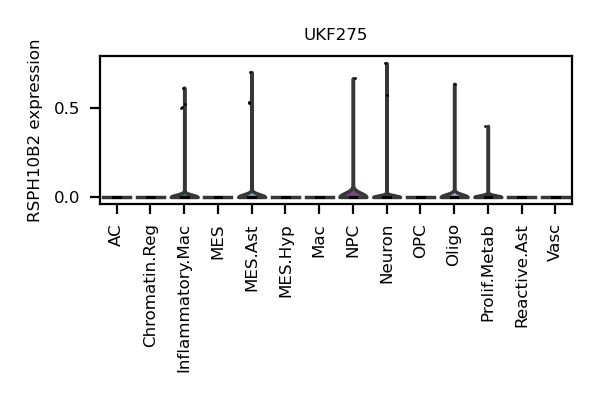 UKF275
RSPH10B2 expression
0.5
0.0
AC
Chromatin.Reg
Inflammatory.Mac
MES
MES.Ast
MES.Hyp
Mac
NPC
Neuron
OPC
Oligo
Prolif.Metab
Reactive.Ast
Vasc